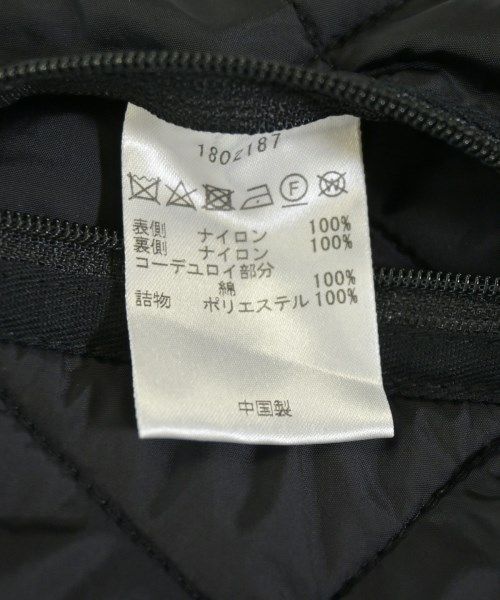 1802187
F W
表側 ナイロン 100%
裏側 ナイロン 100%
コーデュロイ部分
綿 100%
詰物 ポリエステル 100%
中国製